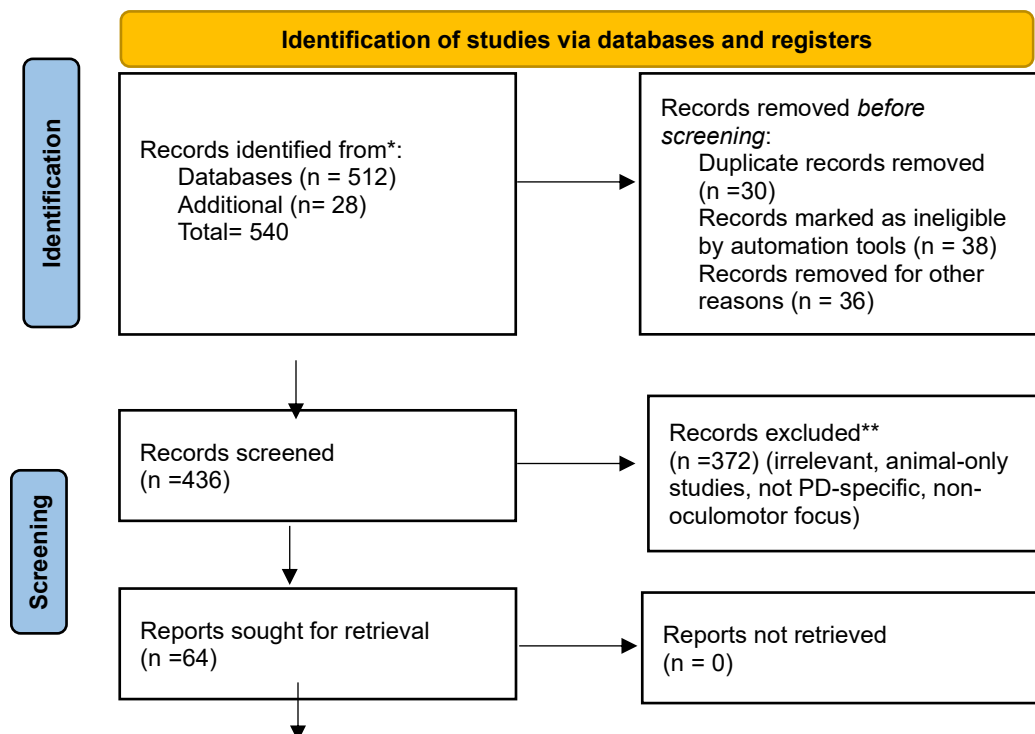 Identification of studies via databases and registers
Identification
Records identified from*:
Databases (n = 512)
Additional (n= 28)
Total= 540
Records removed before
screening:
Duplicate records removed
(n =30)
Records marked as ineligible
by automation tools (n = 38)
Records removed for other
reasons (n = 36)
Screening
Records screened
(n =436)
Records excluded**
(n =372) (irrelevant, animal-only
studies, not PD-specific, non-
oculomotor focus)
Reports sought for retrieval
(n =64)
Reports not retrieved
(n = 0)